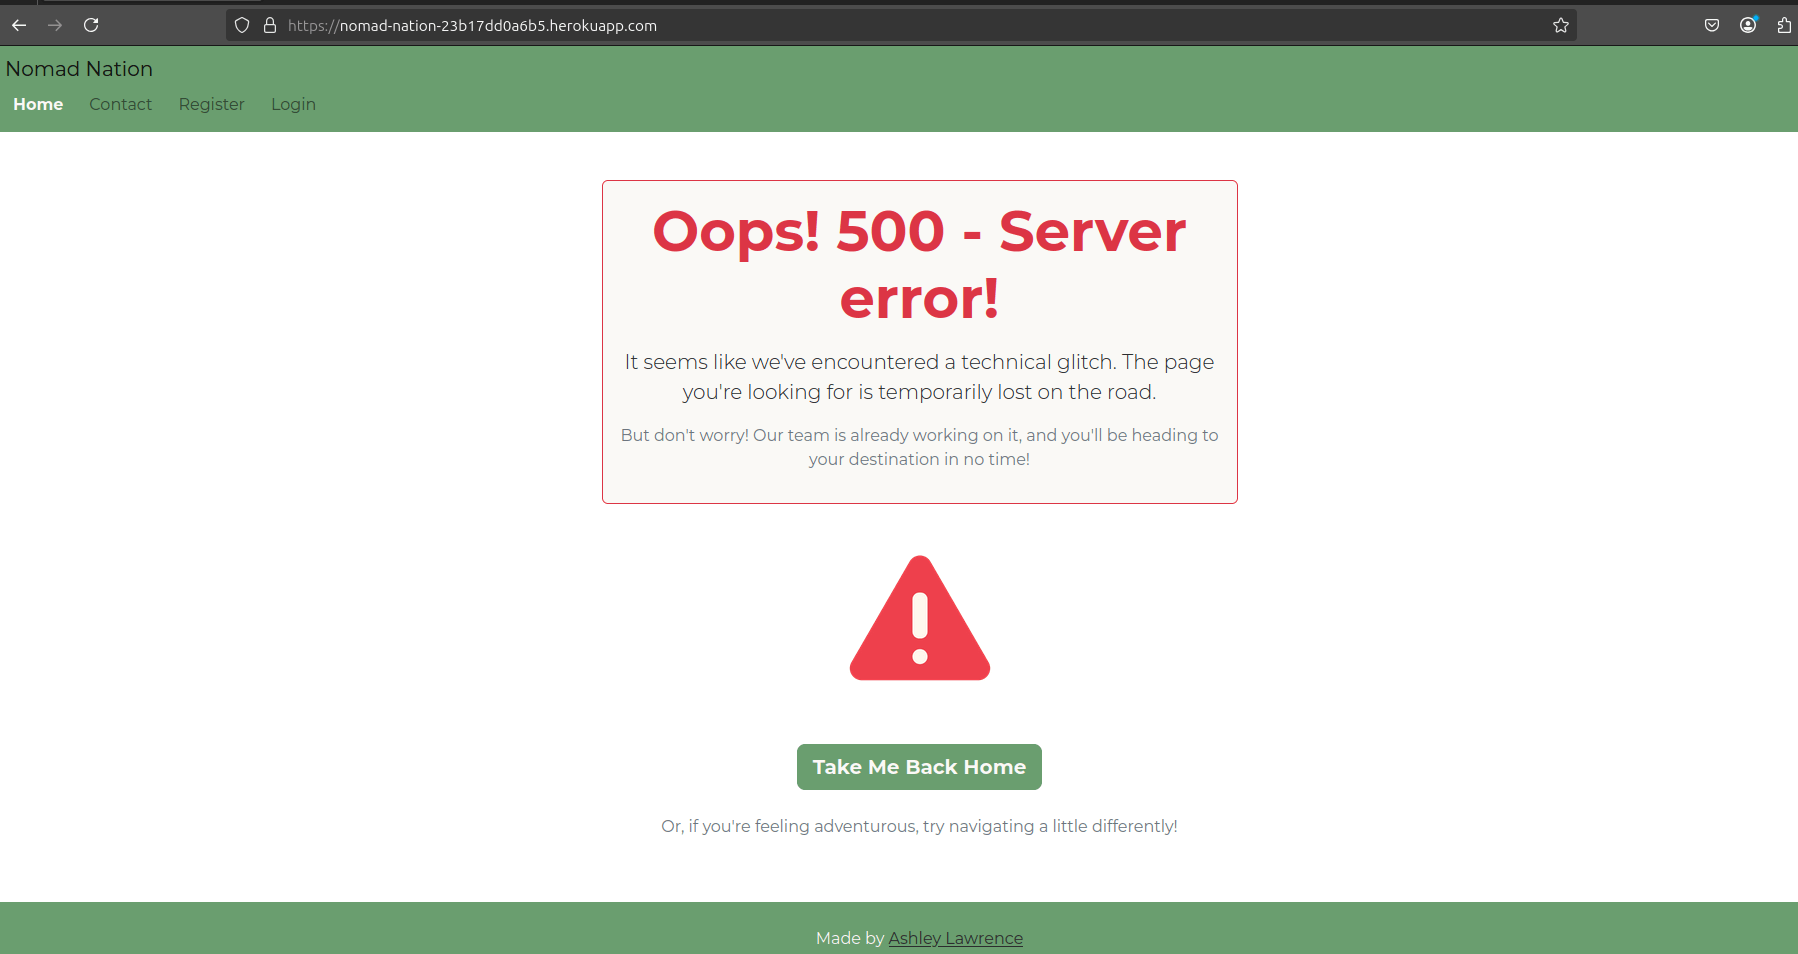 https://nomad-nation-23b17dd0a6b5.herokuapp.com
Nomad Nation
Home Contact Register Login
Oops! 500 - Server
error!
It seems like we've encountered a technical glitch. The page
you're looking for is temporarily lost on the road.
But don't worry! Our team is already working on it, and you'll be heading to
your destination in no time!
Take Me Back Home
Or, if you're feeling adventurous, try navigating a little differently!
Made by Ashley Lawrence